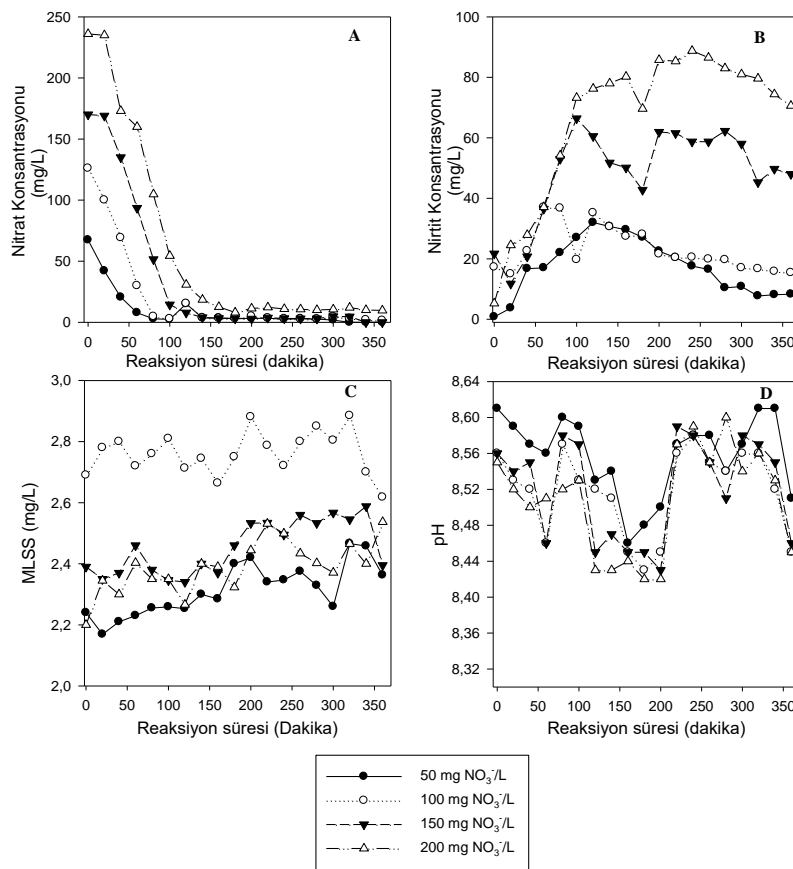 A
Nitrat Konsantrasyonu
(mg/L)
250
200
150
100
50
0
0 50 100 150 200 250 300 350
Reaksiyon süresi (dakika)
B
Nirtit Konsantrasyonu
(mg/L)
100
80
60
40
20
0
0 50 100 150 200 250 300 350
Reaksiyon süresi (dakika)
C
MLSS (mg/L)
3,0
2,8
2,6
2,4
2,2
2,0
0 50 100 150 200 250 300 350
Reaksiyon süresi (Dakika)
D
pH
8,64
8,60
8,56
8,52
8,48
8,44
8,40
8,36
8,32
0 50 100 150 200 250 300 350
Reaksiyon süresi (dakika)
50 mg NO₃⁻/L
100 mg NO₃⁻/L
150 mg NO₃⁻/L
200 mg NO₃⁻/L